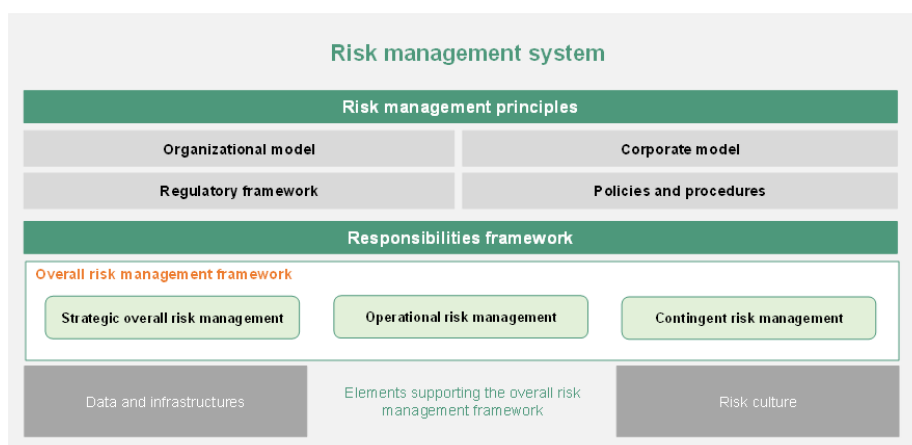 Risk management system
Risk management principles
Organizational model
Corporate model
Regulatory framework
Policies and procedures
Responsibilities framework
Overall risk management framework
Strategic overall risk management
Operational risk management
Contingent risk management
Data and infrastructures
Elements supporting the overall risk
management framework
Risk culture